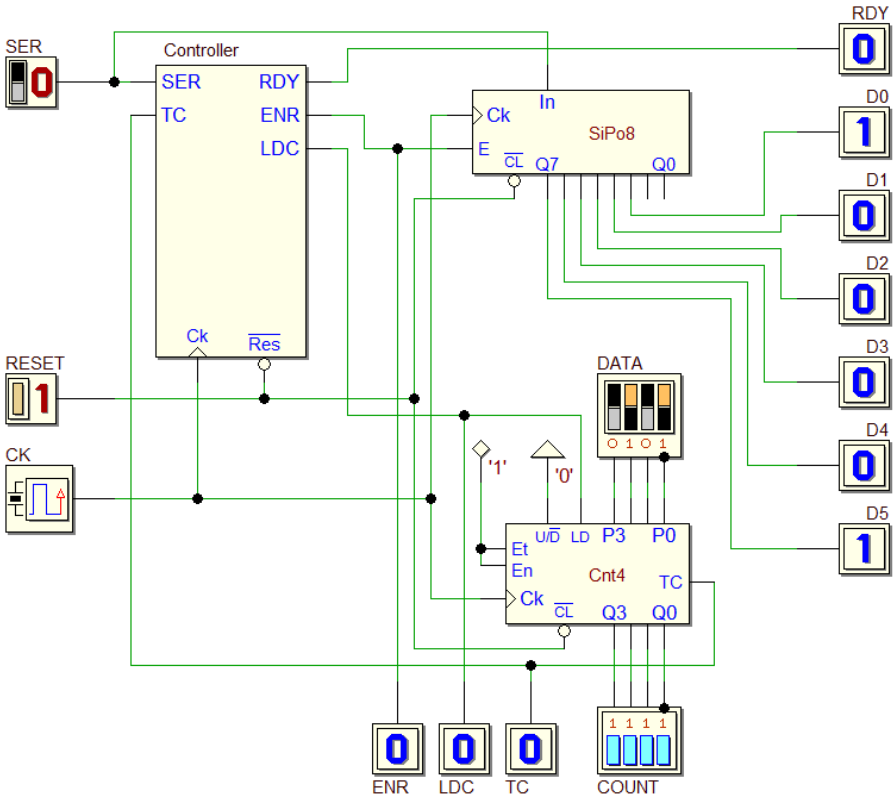 RDY
0
SER
0
Controller
SER RDY
TC ENR
LDC
Ck Res
In
Ck
SiPo8
E CL Q7 Q0
D0
1
D1
0
D2
0
D3
0
D4
0
D5
1
RESET
1
CK
DATA
0 1 0 1
'1' '0'
U/D LD P3 P0
Et
En
Cnt4
TC
Ck CL Q3 Q0
1 1 1 1
0 0 0
ENR LDC TC COUNT